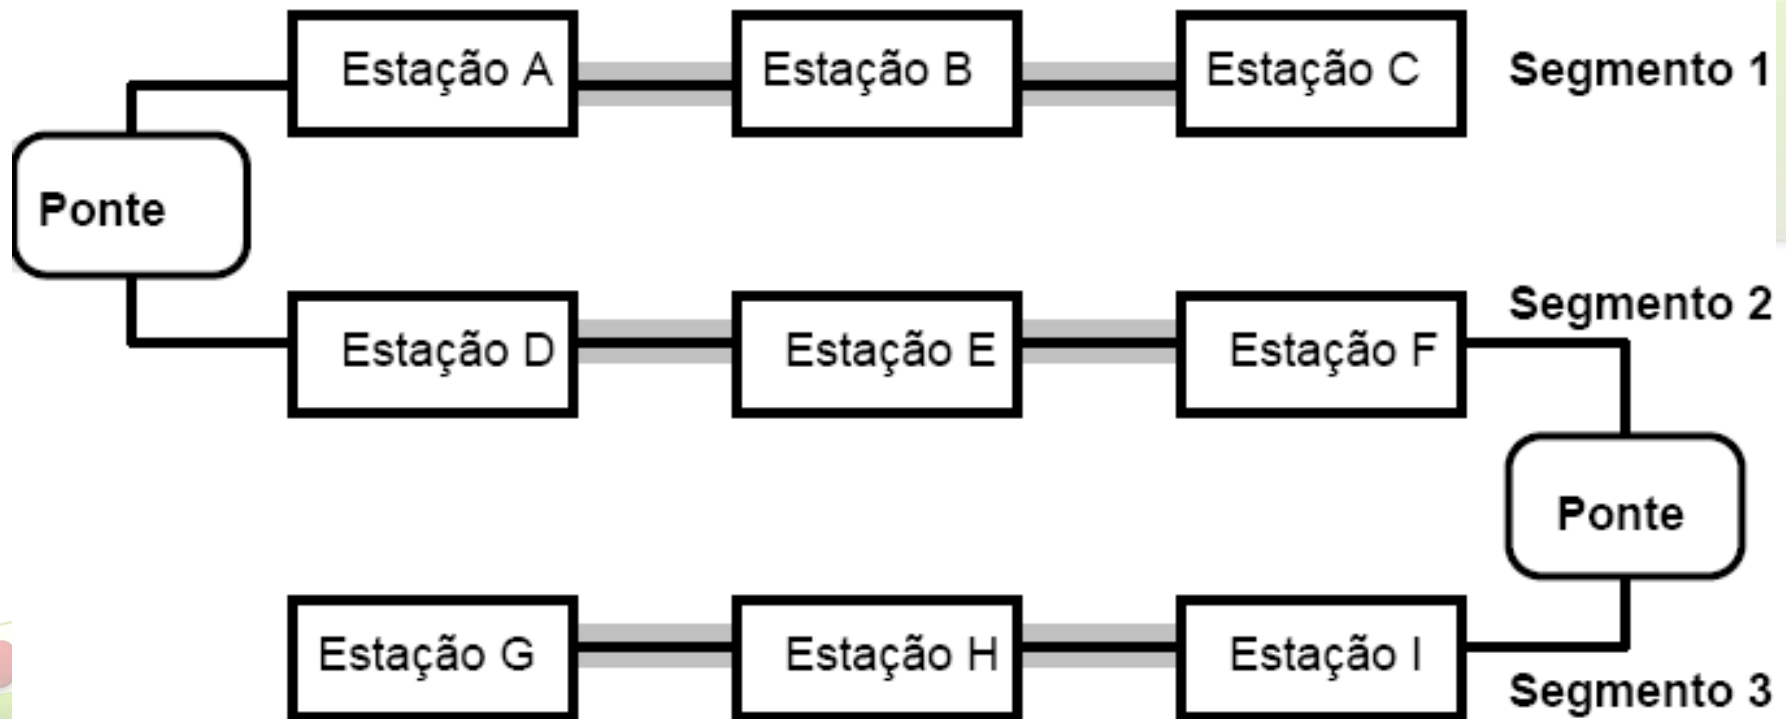 Estação A
Estação B
Estação C
Segmento 1
Ponte
Segmento 2
Estação D
Estação E
Estação F
Ponte
Estação G
Estação H
Estação I
Segmento 3